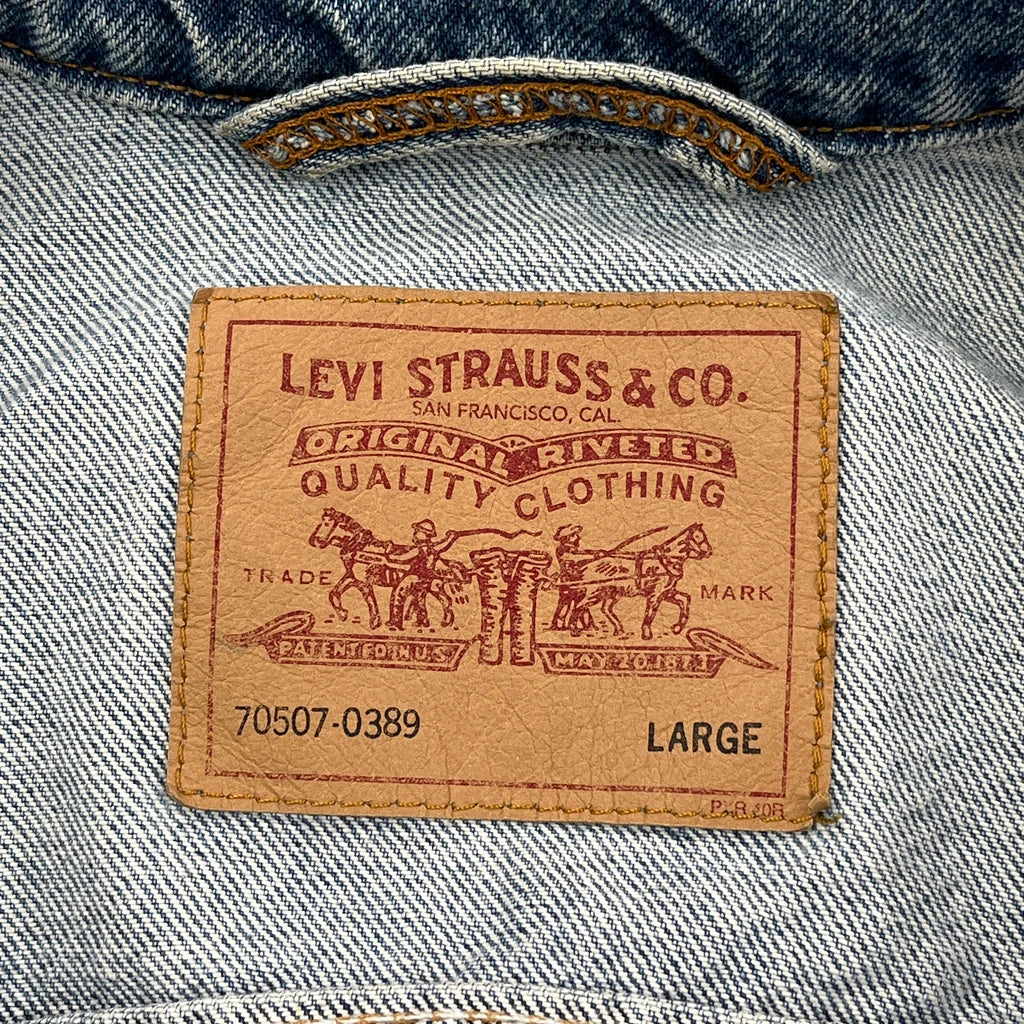 LEVI STRAUSS & CO.
SAN FRANCISCO, CAL.
ORIGINAL RIVETED
QUALITY CLOTHING
TRADE MARK
PATENTED IN U.S. MAY 20 1873
70507-0389 LARGE